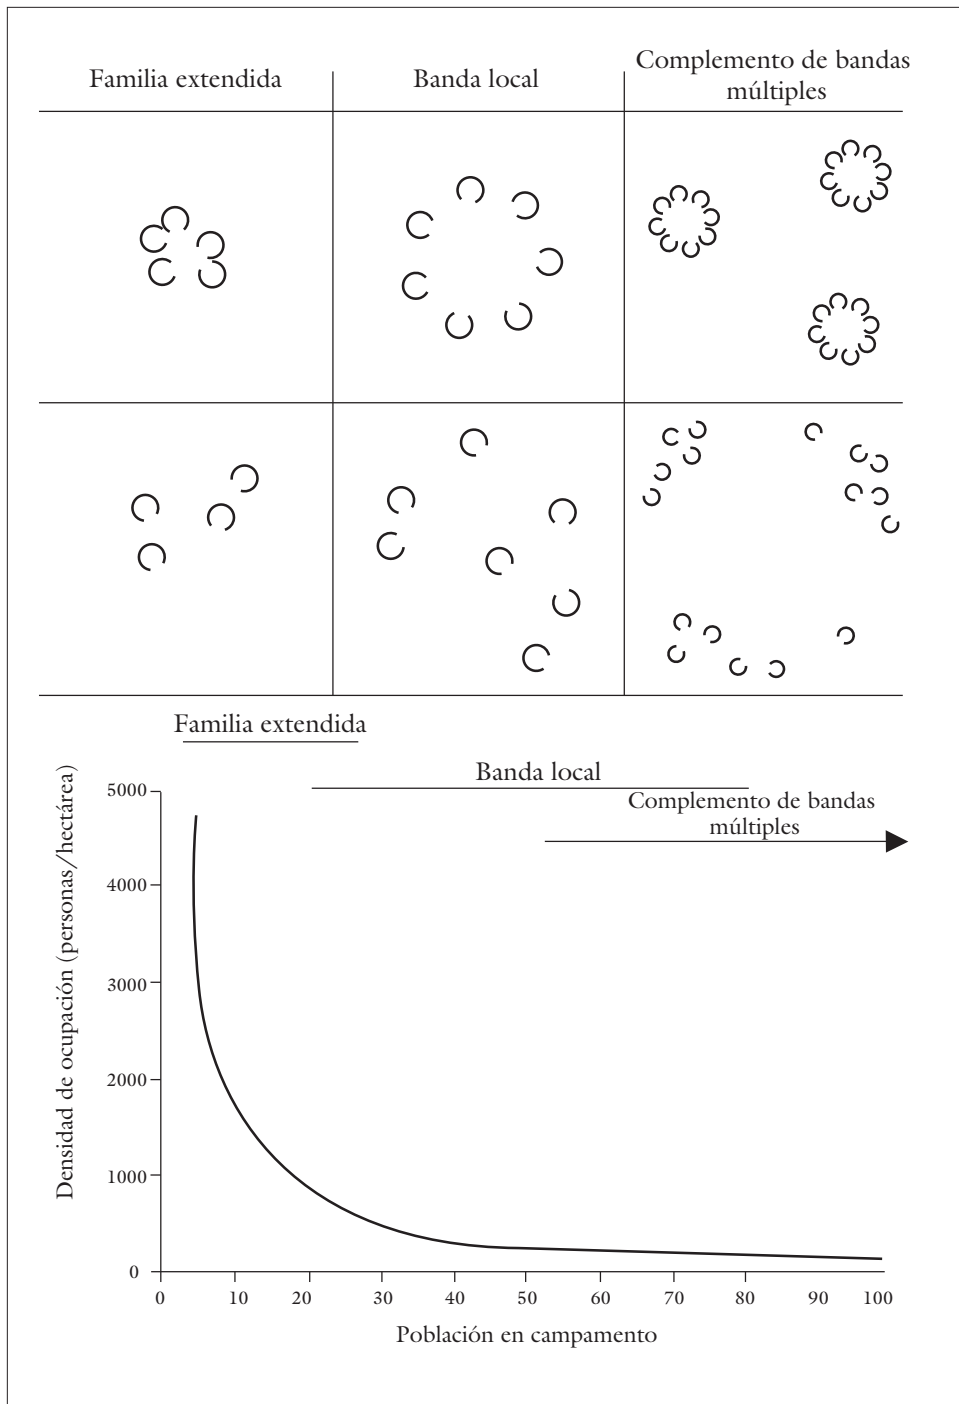 Familia extendida
Banda local
Complemento de bandas
múltiples
Familia extendida
Banda local
Complemento de bandas
múltiples
Densidad de ocupación (personas/hectárea)
5000
4000
3000
2000
1000
0
0 10 20 30 40 50 60 70 80 90 100
Población en campamento